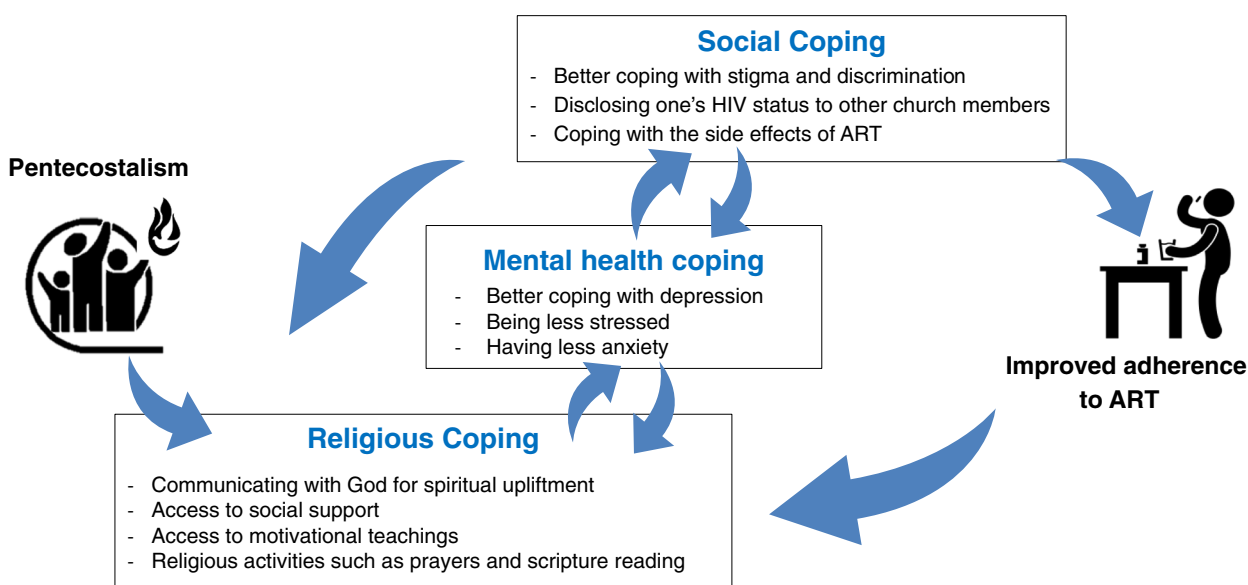 Social Coping
- Better coping with stigma and discrimination
- Disclosing one's HIV status to other church members
- Coping with the side effects of ART
Pentecostalism
Mental health coping
- Better coping with depression
- Being less stressed
- Having less anxiety
Improved adherence
to ART
Religious Coping
- Communicating with God for spiritual upliftment
- Access to social support
- Access to motivational teachings
- Religious activities such as prayers and scripture reading